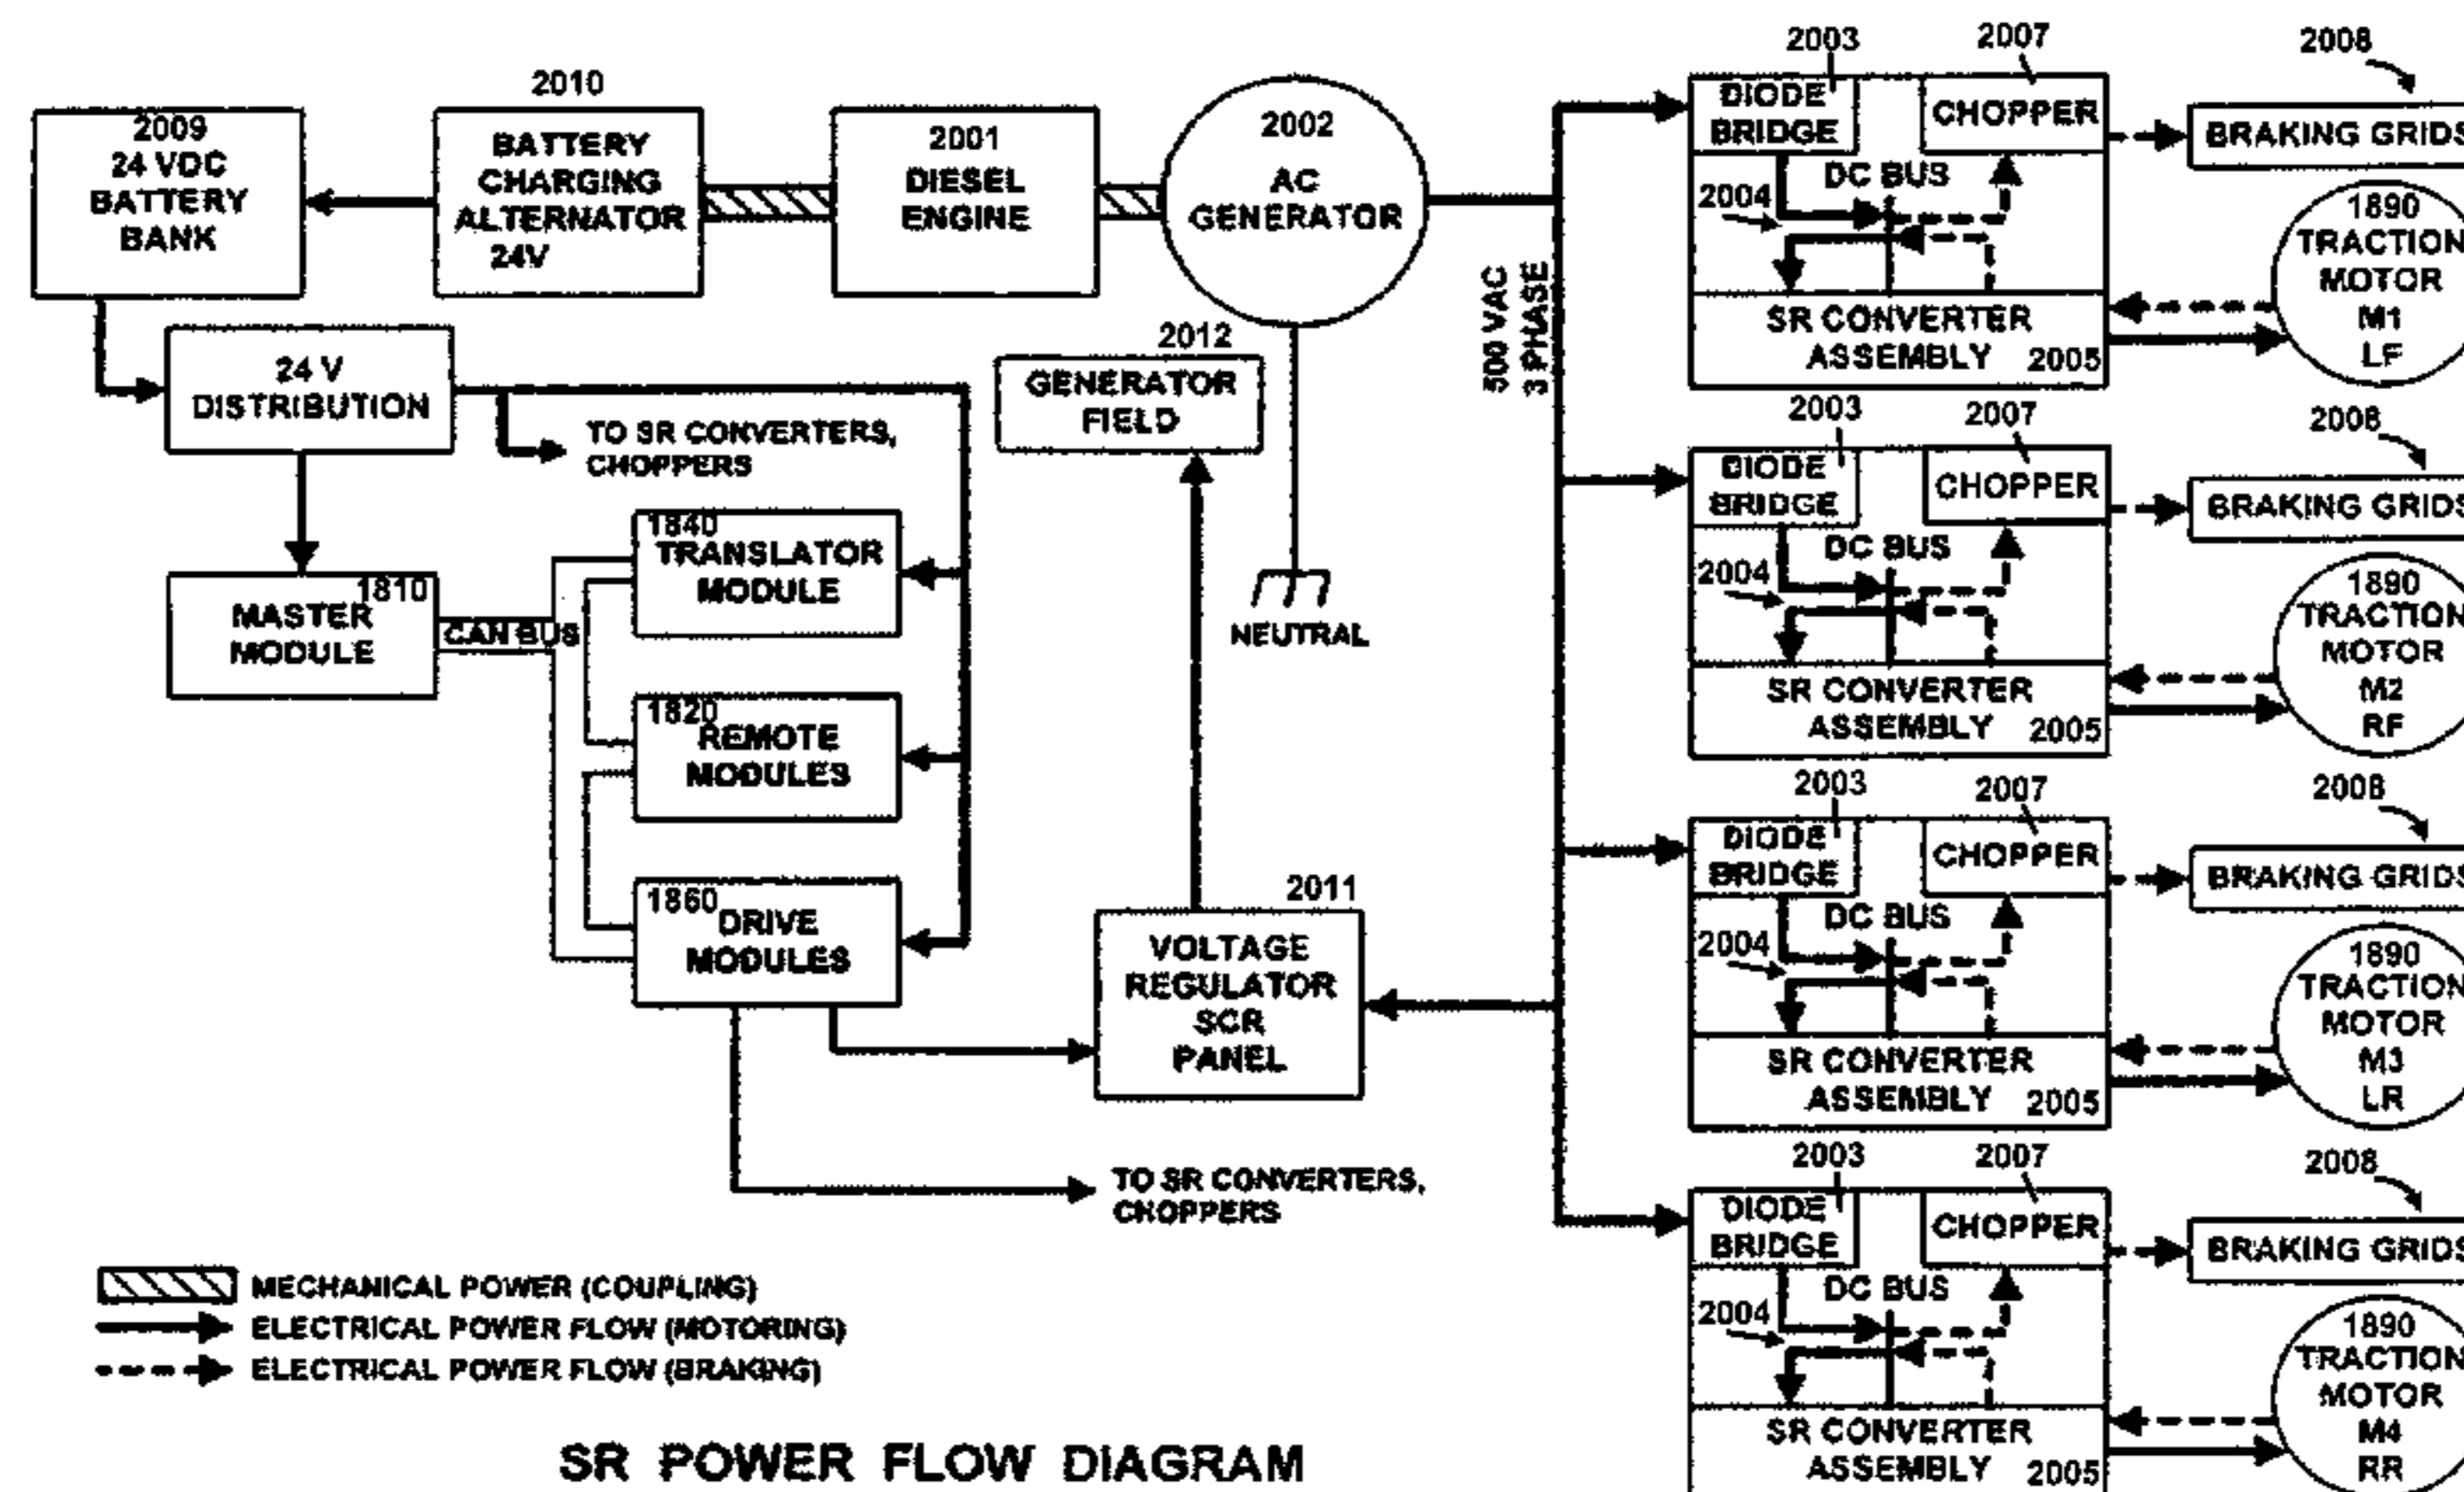 2009
24 VDC
BATTERY
BANK
2010
BATTERY
CHARGING
ALTERNATOR
24V
2001
DIESEL
ENGINE
2002
AC
GENERATOR
24 V
DISTRIBUTION
TO SR CONVERTERS,
CHOPPERS
2012
GENERATOR
FIELD
NEUTRAL
1810
MASTER
MODULE
CAN BUS
1840
TRANSLATOR
MODULE
1820
REMOTE
MODULES
1860
DRIVE
MODULES
2011
VOLTAGE
REGULATOR
SCR
PANEL
TO SR CONVERTERS,
CHOPPERS
500 VAC
3 PHASE
2003
2007
2008
DIODE
BRIDGE
CHOPPER
BRAKING GRIDS
DC BUS
2004
SR CONVERTER
ASSEMBLY 2005
1890
TRACTION
MOTOR
M1
LF
2003
2007
2008
DIODE
BRIDGE
CHOPPER
BRAKING GRIDS
DC BUS
2004
SR CONVERTER
ASSEMBLY 2005
1890
TRACTION
MOTOR
M2
RF
2003
2007
2008
DIODE
BRIDGE
CHOPPER
BRAKING GRIDS
DC BUS
2004
SR CONVERTER
ASSEMBLY 2005
1890
TRACTION
MOTOR
M3
LR
2003
2007
2008
DIODE
BRIDGE
CHOPPER
BRAKING GRIDS
DC BUS
2004
SR CONVERTER
ASSEMBLY 2005
1890
TRACTION
MOTOR
M4
RR
MECHANICAL POWER (COUPLING)
ELECTRICAL POWER FLOW (MOTORING)
ELECTRICAL POWER FLOW (BRAKING)
SR POWER FLOW DIAGRAM